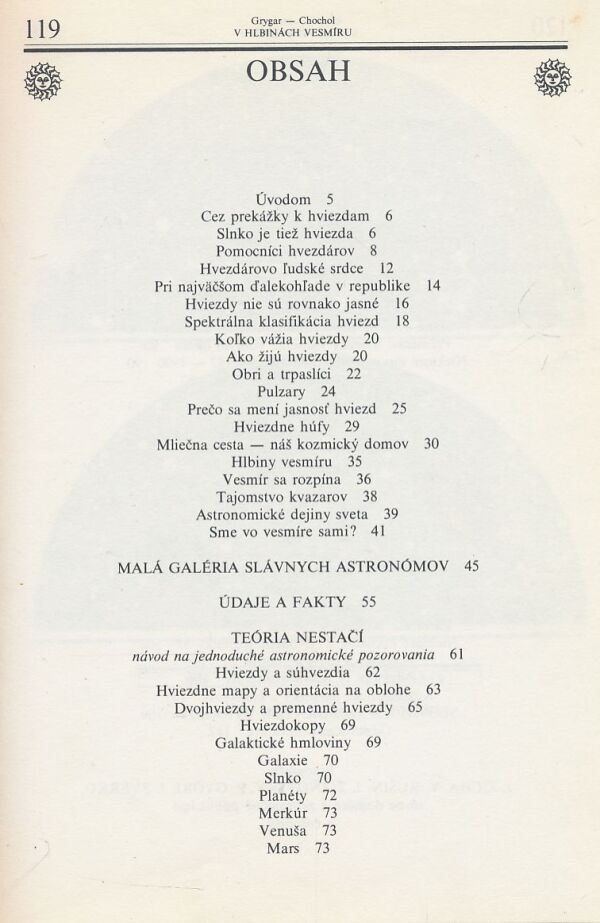 119
Grygar — Chochol
V HLBINÁCH VESMÍRU
OBSAH
Úvodom 5
Cez prekážky k hviezdam 6
Slnko je tiež hviezda 6
Pomocníci hvezdárov 8
Hvezdárovo ľudské srdce 12
Pri najväčšom ďalekohľade v republike 14
Hviezdy nie sú rovnako jasné 16
Spektrálna klasifikácia hviezd 18
Koľko vážia hviezdy 20
Ako žijú hviezdy 20
Obri a trpaslíci 22
Pulzary 24
Prečo sa mení jasnosť hviezd 25
Hviezdne húfy 29
Mliečna cesta — náš kozmický domov 30
Hlbiny vesmíru 35
Vesmír sa rozpína 36
Tajomstvo kvazarov 38
Astronomické dejiny sveta 39
Sme vo vesmíre sami? 41
MALÁ GALÉRIA SLÁVNYCH ASTRONÓMOV 45
ÚDAJE A FAKTY 55
TEÓRIA NESTAČÍ
návod na jednoduché astronomické pozorovania 61
Hviezdy a súhvezdia 62
Hviezdne mapy a orientácia na oblohe 63
Dvojhviezdy a premenné hviezdy 65
Hviezdokopy 69
Galaktické hmloviny 69
Galaxie 70
Slnko 70
Planéty 72
Merkúr 73
Venuša 73
Mars 73